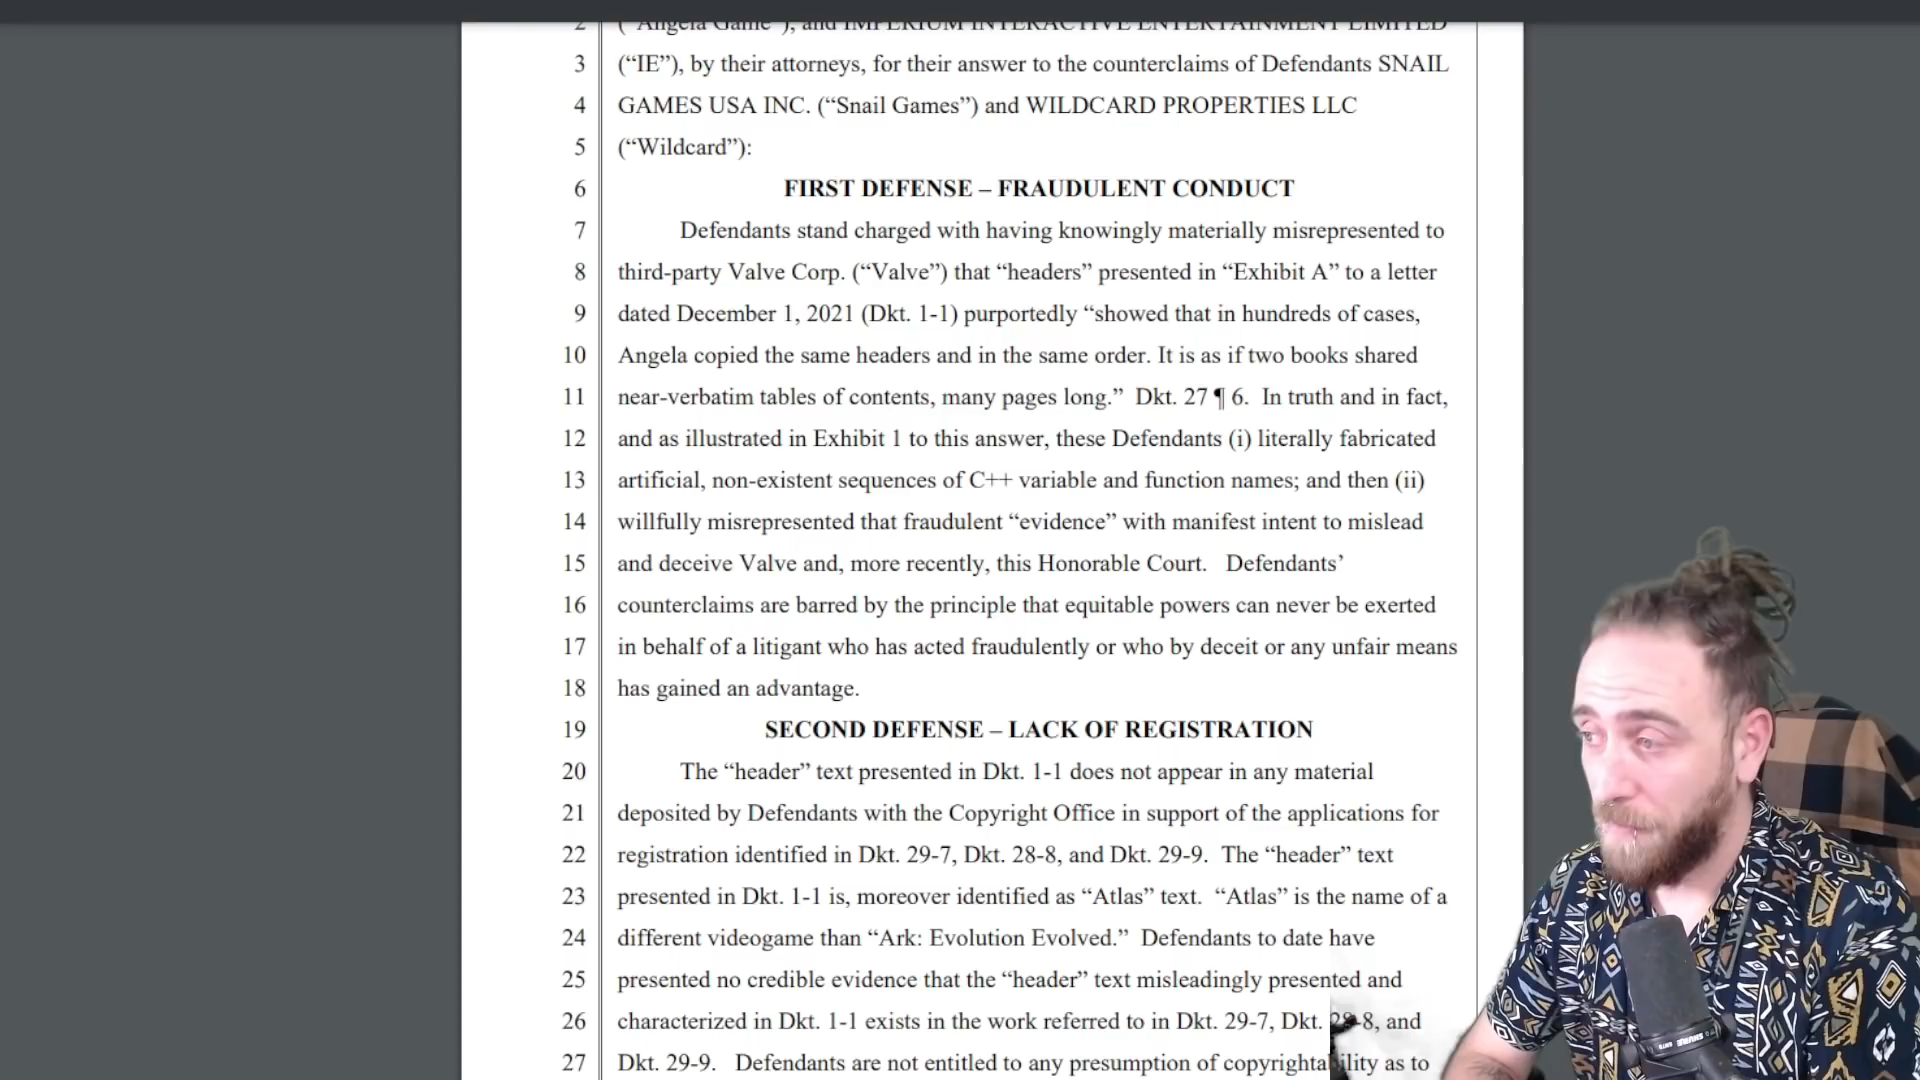 2 ("Angela Game"), and IMPERIUM INTERACTIVE ENTERTAINMENT LIMITED
3 (“IE”), by their attorneys, for their answer to the counterclaims of Defendants SNAIL
4 GAMES USA INC. (“Snail Games”) and WILDCARD PROPERTIES LLC
5 (“Wildcard”):
6 FIRST DEFENSE – FRAUDULENT CONDUCT
7 Defendants stand charged with having knowingly materially misrepresented to
8 third-party Valve Corp. (“Valve”) that “headers” presented in “Exhibit A” to a letter
9 dated December 1, 2021 (Dkt. 1-1) purportedly “showed that in hundreds of cases,
10 Angela copied the same headers and in the same order. It is as if two books shared
11 near-verbatim tables of contents, many pages long.” Dkt. 27 ¶ 6. In truth and in fact,
12 and as illustrated in Exhibit 1 to this answer, these Defendants (i) literally fabricated
13 artificial, non-existent sequences of C++ variable and function names; and then (ii)
14 willfully misrepresented that fraudulent “evidence” with manifest intent to mislead
15 and deceive Valve and, more recently, this Honorable Court. Defendants’
16 counterclaims are barred by the principle that equitable powers can never be exerted
17 in behalf of a litigant who has acted fraudulently or who by deceit or any unfair means
18 has gained an advantage.
19 SECOND DEFENSE – LACK OF REGISTRATION
20 The “header” text presented in Dkt. 1-1 does not appear in any material
21 deposited by Defendants with the Copyright Office in support of the applications for
22 registration identified in Dkt. 29-7, Dkt. 28-8, and Dkt. 29-9. The “header” text
23 presented in Dkt. 1-1 is, moreover identified as “Atlas” text. “Atlas” is the name of a
24 different videogame than “Ark: Evolution Evolved.” Defendants to date have
25 presented no credible evidence that the “header” text misleadingly presented and
26 characterized in Dkt. 1-1 exists in the work referred to in Dkt. 29-7, Dkt. 28-8, and
27 Dkt. 29-9. Defendants are not entitled to any presumption of copyrightability as to